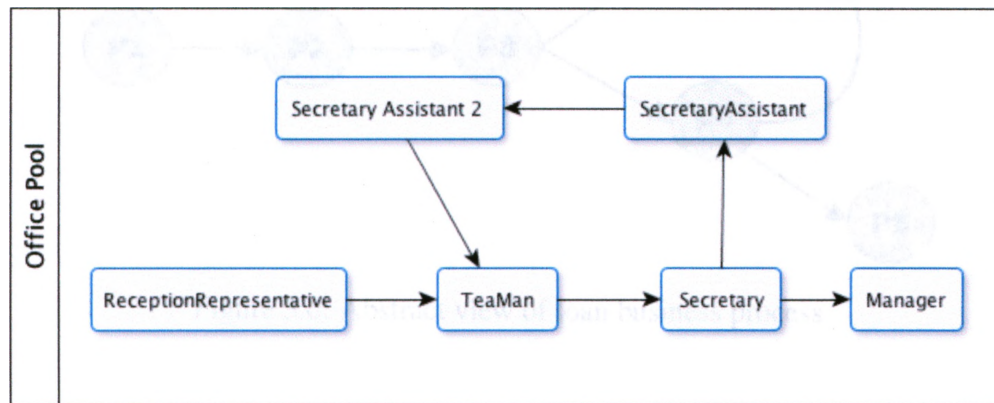 Office Pool
Secretary Assistant 2
SecretaryAssistant
ReceptionRepresentative
TeaMan
Secretary
Manager